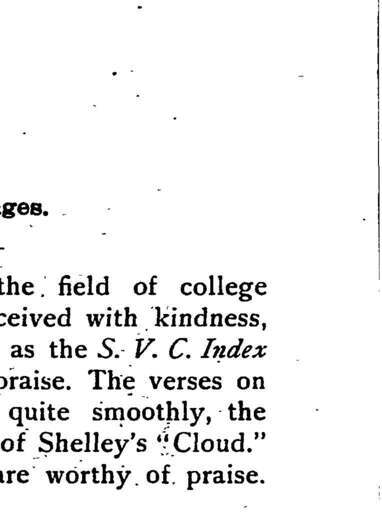 ges.
the field of college
ceived with kindness,
as the S. V. C. Index
praise. The verses on
quite smoothly, the
of Shelley's "Cloud."
are worthy of praise.